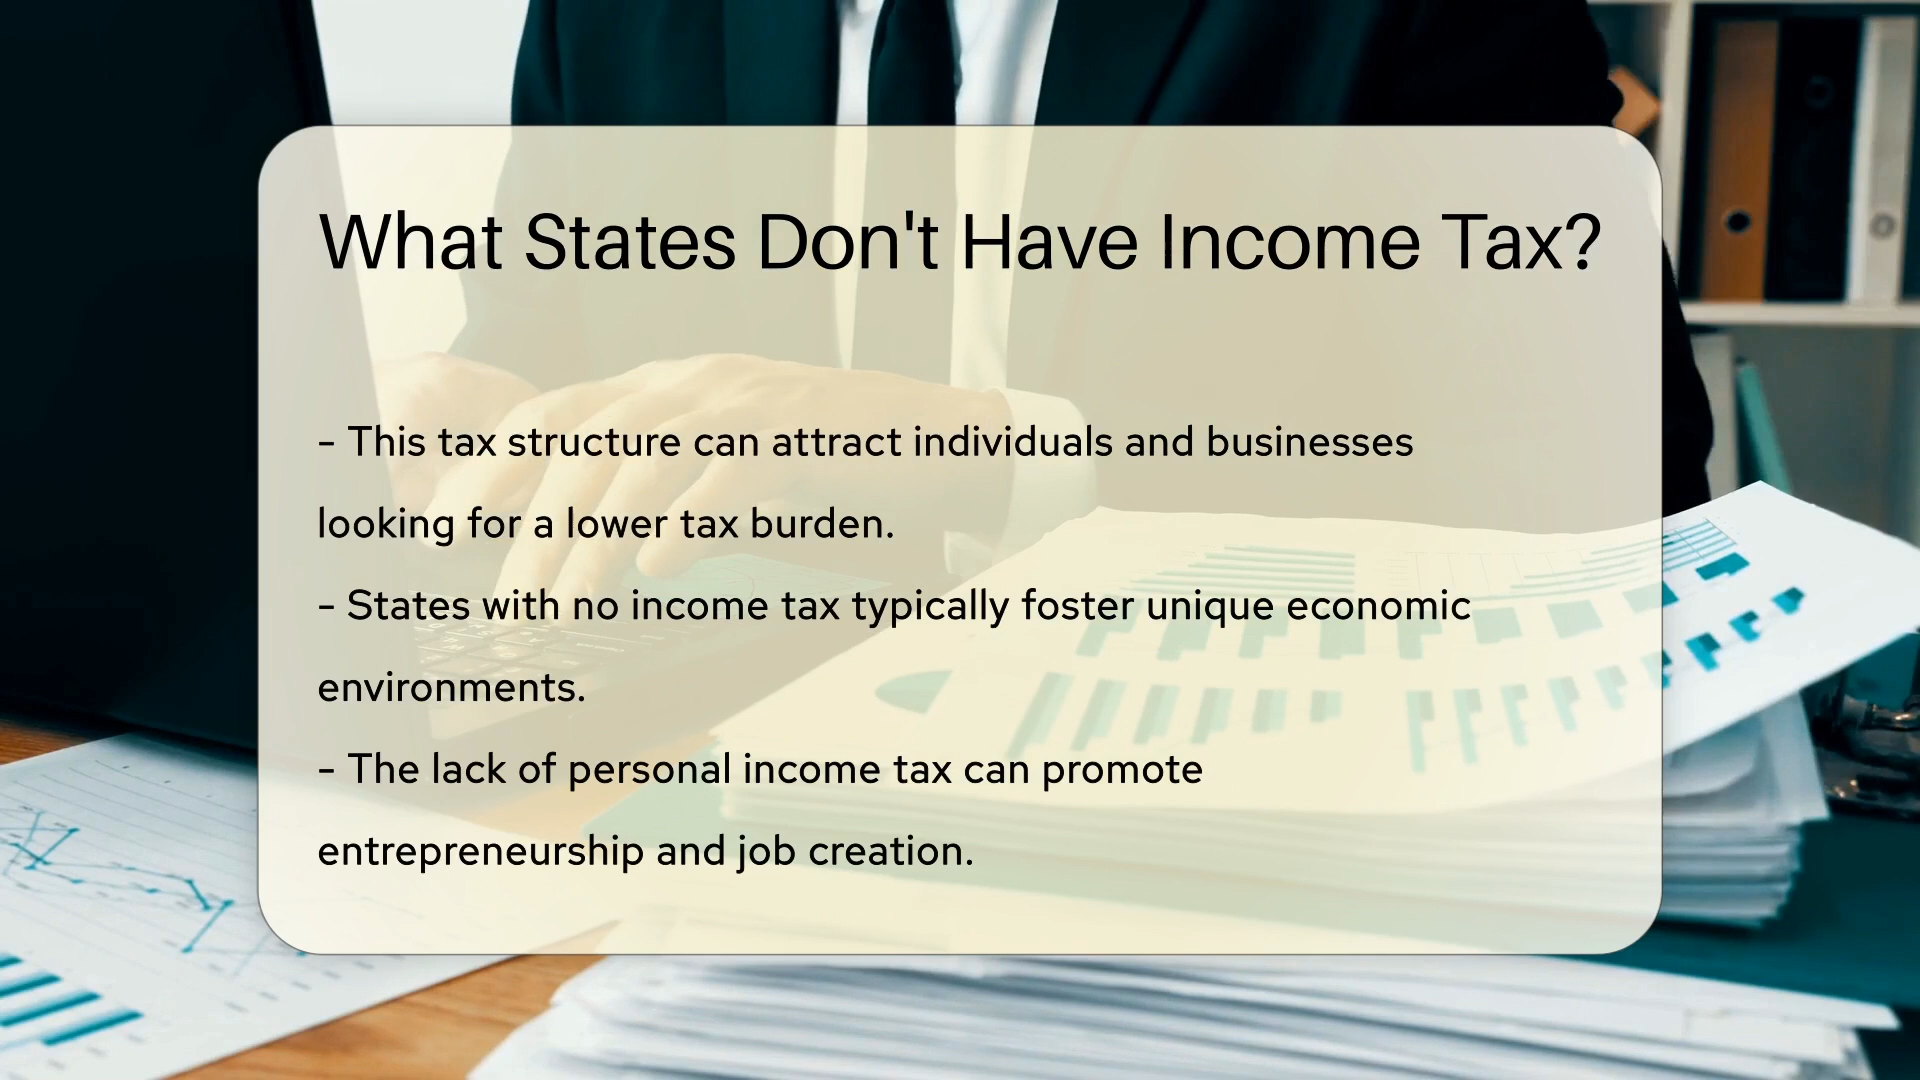 What States Don't Have Income Tax?
– This tax structure can attract individuals and businesses
looking for a lower tax burden.
– States with no income tax typically foster unique economic
environments.
– The lack of personal income tax can promote
entrepreneurship and job creation.